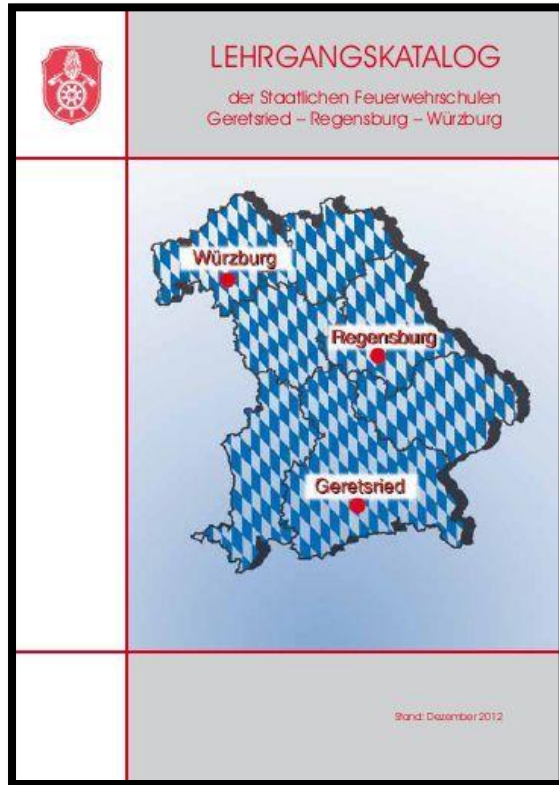 LEHRGANGSKATALOG
der Staatlichen Feuerwehrschulen
Geretsried – Regensburg – Würzburg
Würzburg
Regensburg
Geretsried
Stand: Dezember 2012